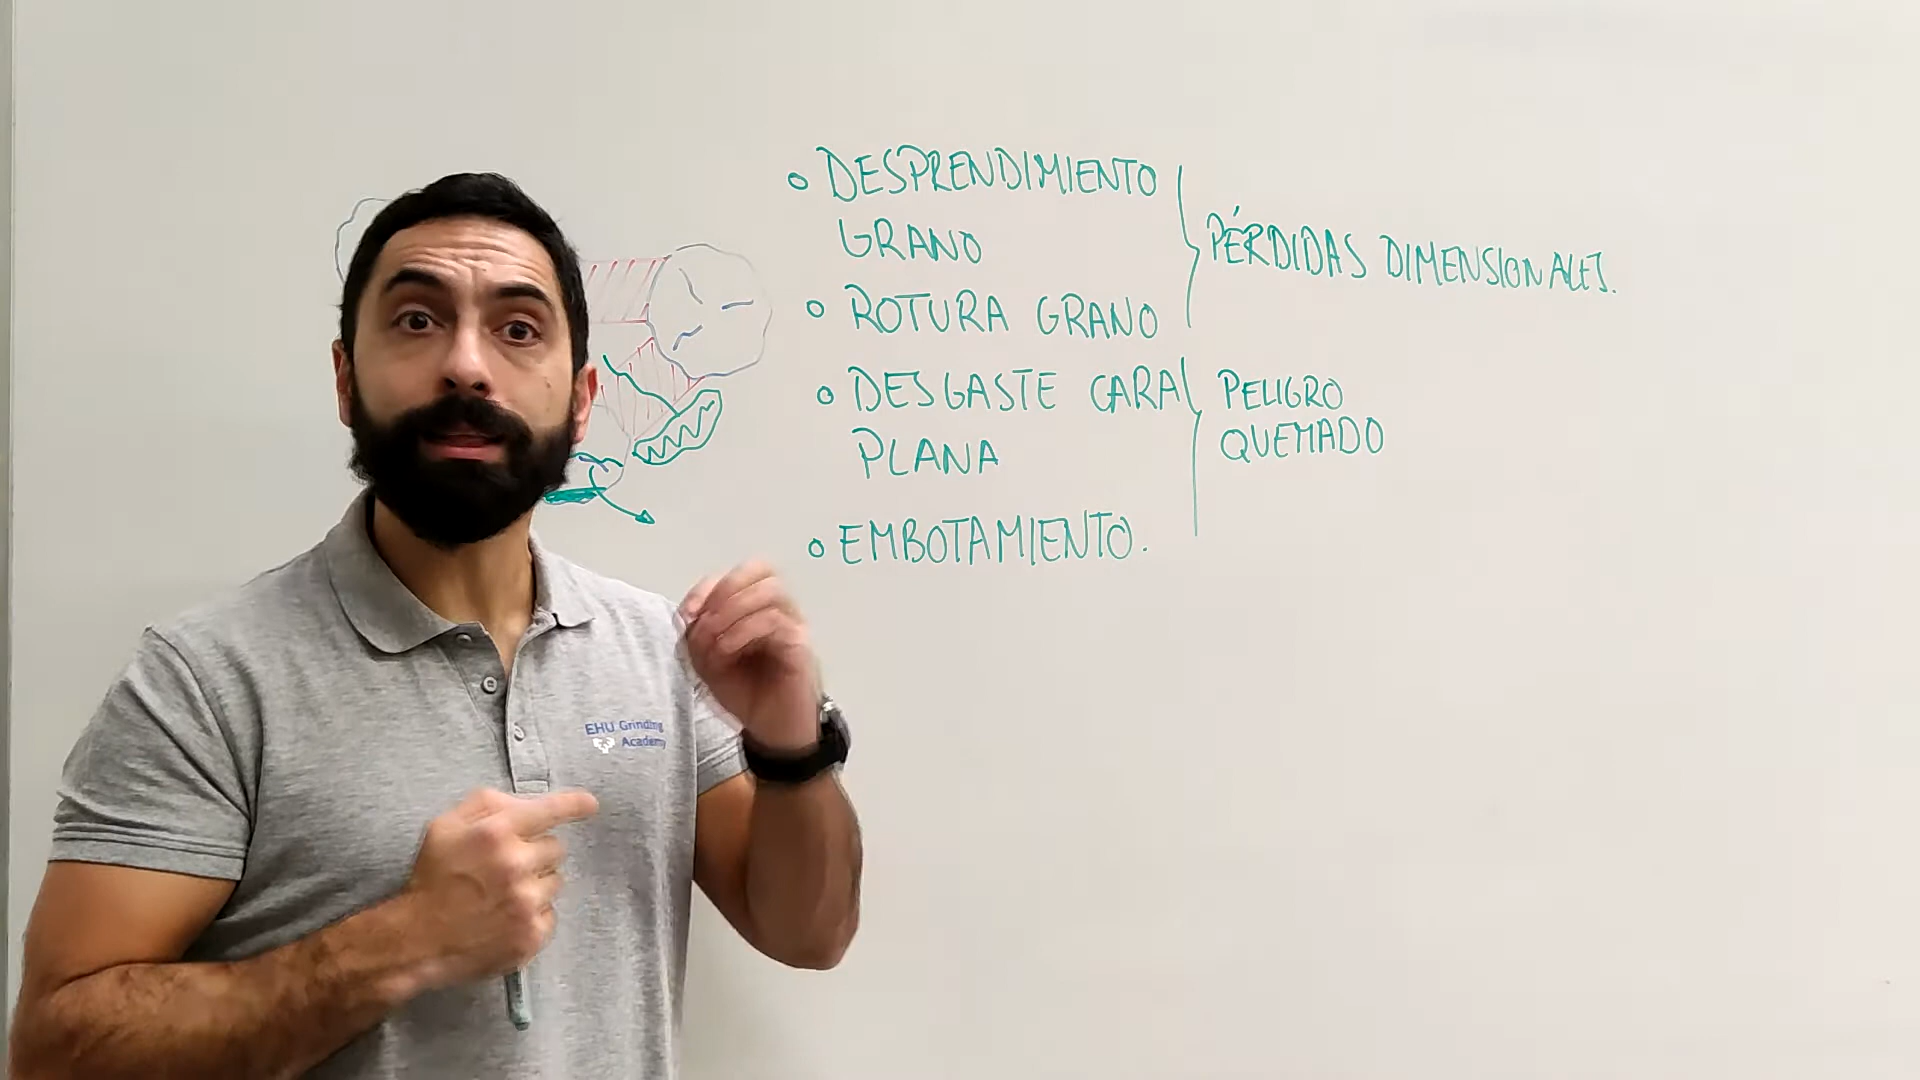 DESPRENDIMIENTO
GRANO
ROTURA GRANO
PÉRDIDAS DIMENSIONALES.
DESGASTE CARA
PLANA
PELIGRO
QUEMADO
EMBOTAMIENTO.
EHU Grinding
Academy